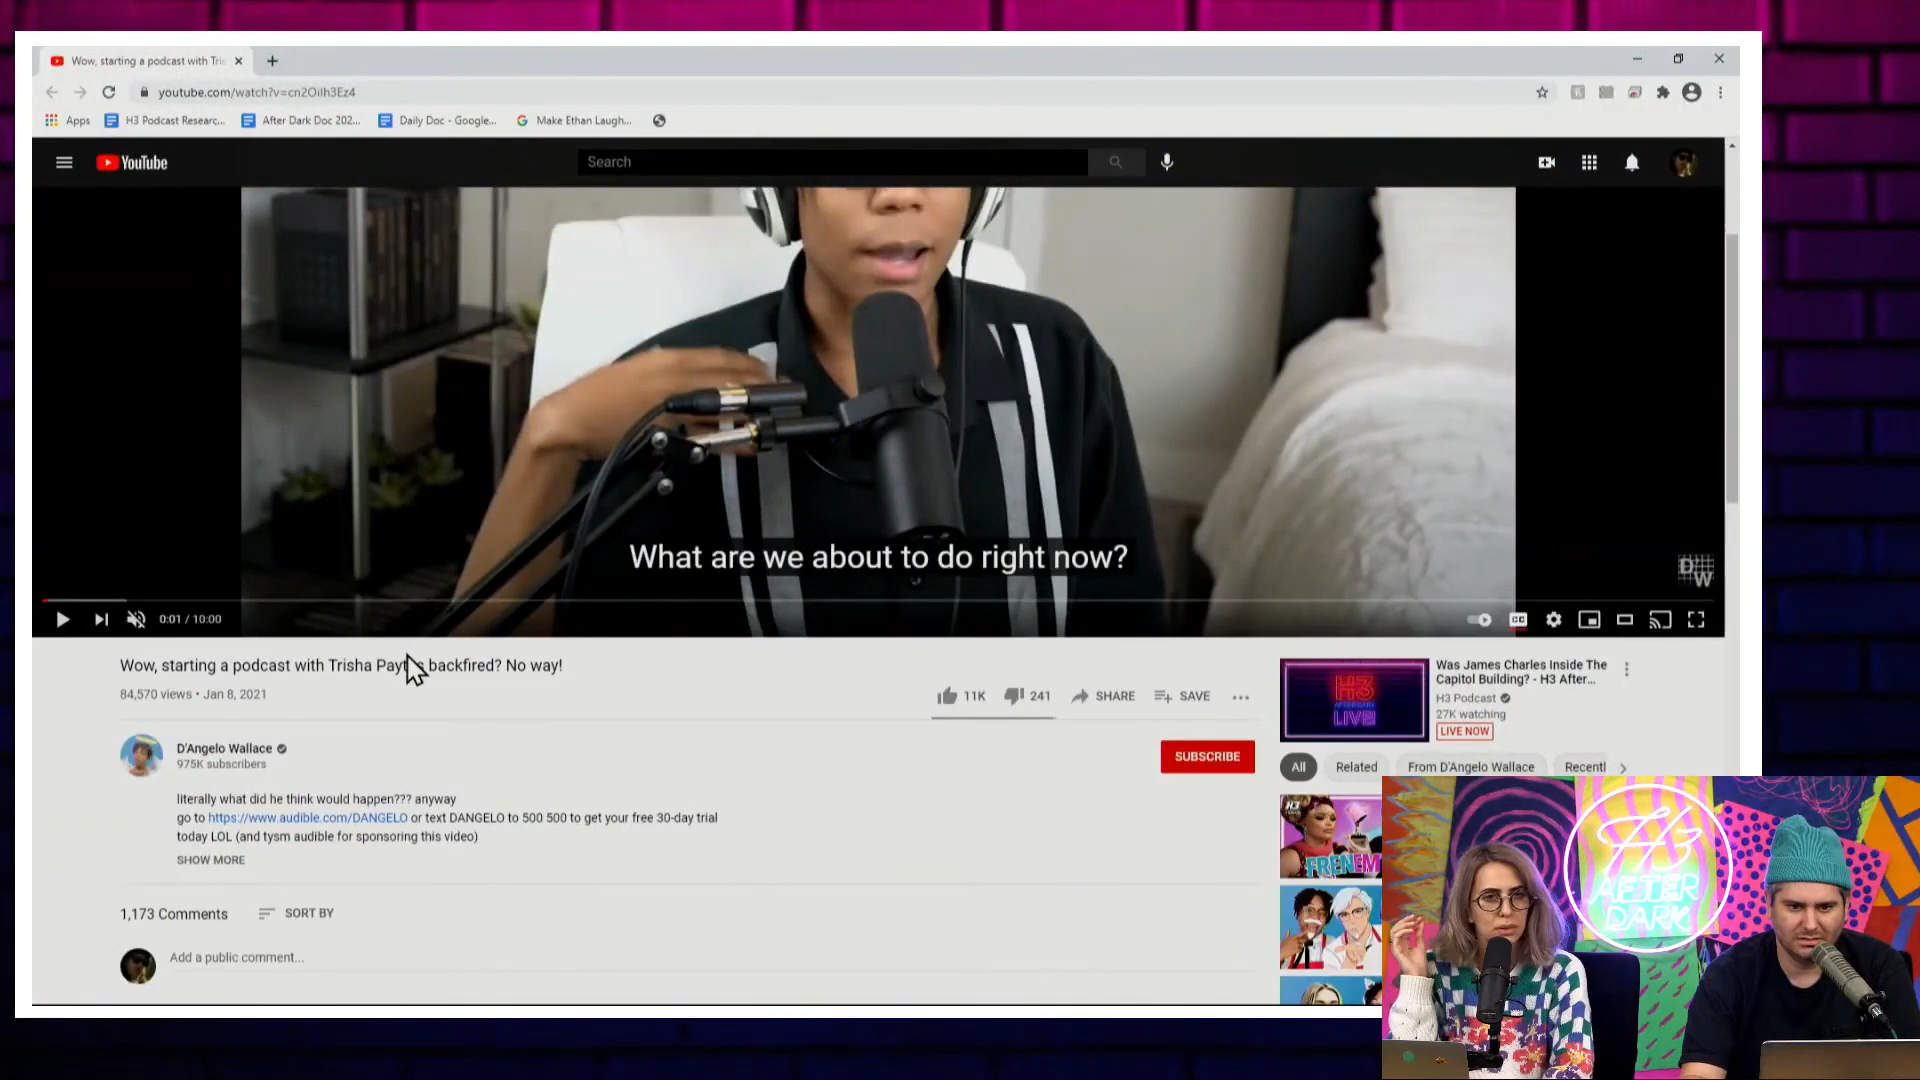 Wow, starting a podcast with Tri
youtube.com/watch?v=cn2OiIh3Ez4
Apps
H3 Podcast Researc...
After Dark Doc 202...
Daily Doc - Google...
Make Ethan Laugh...
YouTube
Search
What are we about to do right now?
DW
0:01 / 10:00
CC
Wow, starting a podcast with Trisha Payt s backfired? No way!
84,570 views • Jan 8, 2021
11K
241
SHARE
SAVE
D'Angelo Wallace
975K subscribers
SUBSCRIBE
literally what did he think would happen??? anyway
go to https://www.audible.com/DANGELO or text DANGELO to 500 500 to get your free 30-day trial
today LOL (and tysm audible for sponsoring this video)
SHOW MORE
1,173 Comments
SORT BY
Add a public comment...
H3
AFTERDARK
LIVE!
Was James Charles Inside The
Capitol Building? - H3 After...
H3 Podcast
27K watching
LIVE NOW
All
Related
From D'Angelo Wallace
Recentl
H3
FRENEM
H3
AFTER
DARK